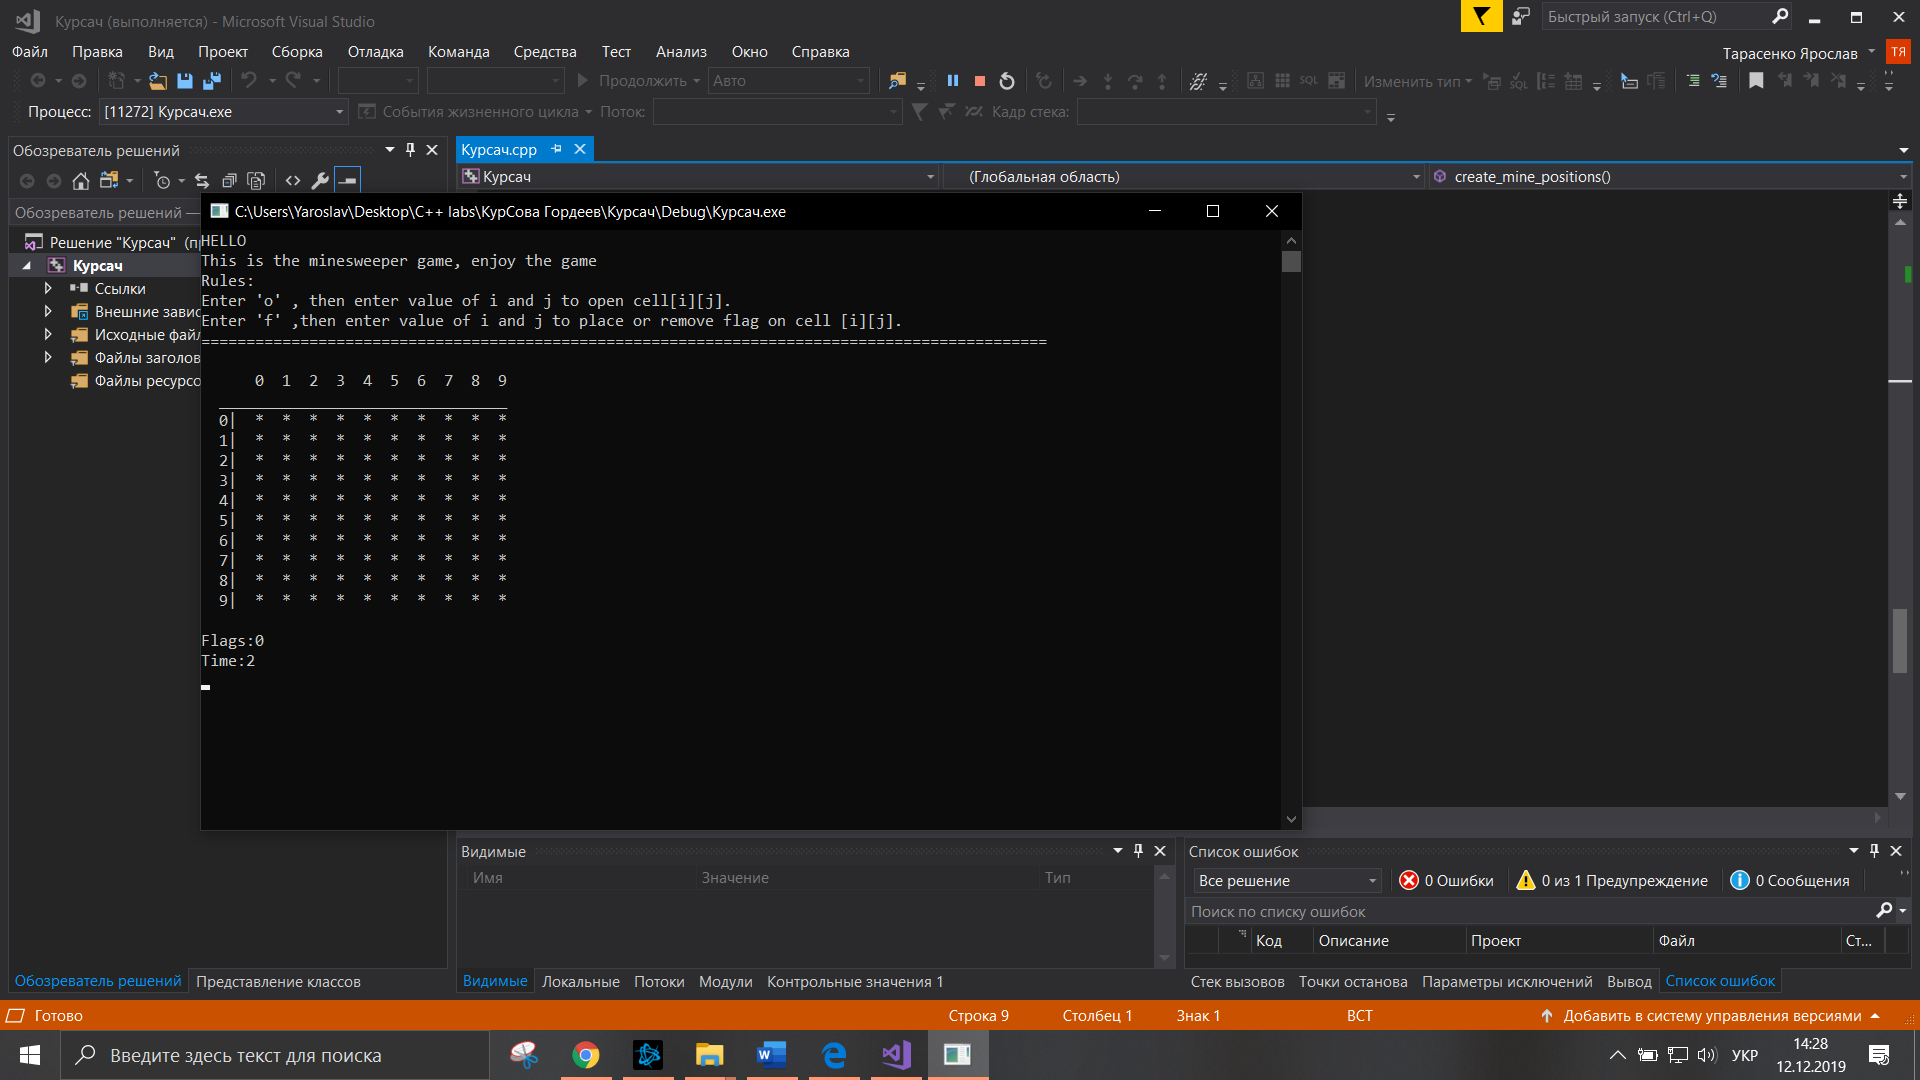 Курсач (выполняется) - Microsoft Visual Studio
Быстрый запуск (Ctrl+Q)
Файл Правка Вид Проект Сборка Отладка Команда Средства Тест Анализ Окно Справка
Тарасенко Ярослав ТЯ
Продолжить Авто
SQL
Изменить тип
Процесс: [11272] Курсач.exe События жизненного цикла Поток: Кадр стека:
Обозреватель решений
Курсач.cpp
Курсач (Глобальная область) create_mine_positions()
Обозреватель решений —
C:\Users\Yaroslav\Desktop\C++ labs\КурСова Гордеев\Курсач\Debug\Курсач.exe
Решение "Курсач" (п
Курсач
Ссылки
Внешние завис
Исходные файл
Файлы заголов
Файлы ресурсо
HELLO
This is the minesweeper game, enjoy the game
Rules:
Enter 'o' , then enter value of i and j to open cell[i][j].
Enter 'f' ,then enter value of i and j to place or remove flag on cell [i][j].
==============================================================================================
0 1 2 3 4 5 6 7 8 9
__________________________________
0| * * * * * * * * * *
1| * * * * * * * * * *
2| * * * * * * * * * *
3| * * * * * * * * * *
4| * * * * * * * * * *
5| * * * * * * * * * *
6| * * * * * * * * * *
7| * * * * * * * * * *
8| * * * * * * * * * *
9| * * * * * * * * * *
Flags:0
Time:2
Видимые
Имя Значение Тип
Список ошибок
Все решение 0 Ошибки 0 из 1 Предупреждение 0 Сообщения
Поиск по списку ошибок
Код Описание Проект Файл Ст...
Обозреватель решений Представление классов
Видимые Локальные Потоки Модули Контрольные значения 1
Стек вызовов Точки останова Параметры исключений Вывод Список ошибок
Готово Строка 9 Столбец 1 Знак 1 ВСТ Добавить в систему управления версиями
Введите здесь текст для поиска
УКР
14:28
12.12.2019